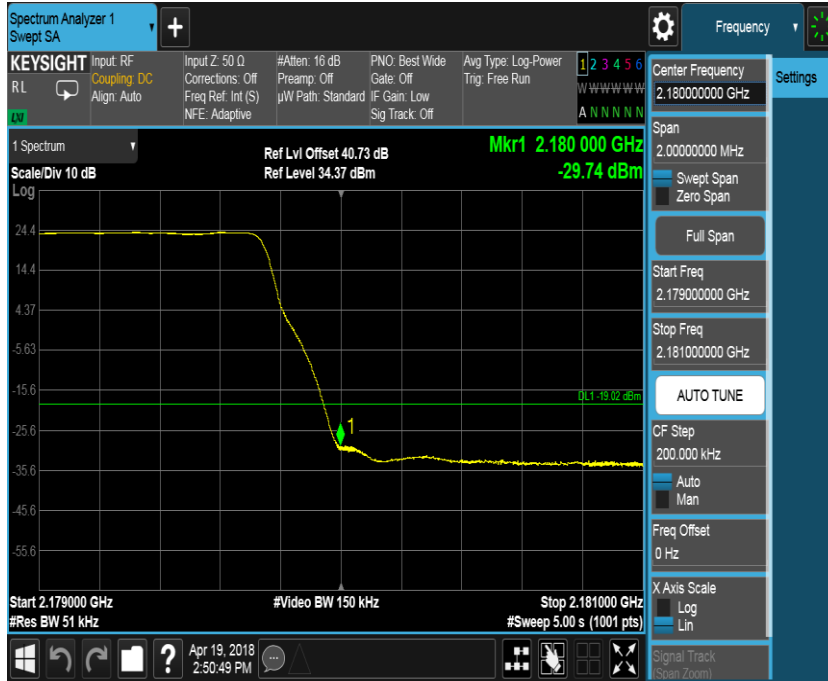 Spectrum Analyzer 1
Swept SA
+
Frequency
KEYSIGHT
RL
LXI
Input: RF
Coupling: DC
Align: Auto
Input Z: 50 Ω
Corrections: Off
Freq Ref: Int (S)
NFE: Adaptive
#Atten: 16 dB
Preamp: Off
µW Path: Standard
PNO: Best Wide
Gate: Off
IF Gain: Low
Sig Track: Off
Avg Type: Log-Power
Trig: Free Run
1 2 3 4 5 6
W W W W W W
A N N N N N
1 Spectrum
Scale/Div 10 dB
Log
Ref Lvl Offset 40.73 dB
Ref Level 34.37 dBm
Mkr1 2.180 000 GHz
-29.74 dBm
24.4
14.4
4.37
-5.63
-15.6
-25.6
-35.6
-45.6
-55.6
DL1 -19.02 dBm
1
Start 2.179000 GHz
#Res BW 51 kHz
#Video BW 150 kHz
Stop 2.181000 GHz
#Sweep 5.00 s (1001 pts)
?
Apr 19, 2018
2:50:49 PM
Center Frequency
2.180000000 GHz
Span
2.00000000 MHz
Swept Span
Zero Span
Full Span
Start Freq
2.179000000 GHz
Stop Freq
2.181000000 GHz
AUTO TUNE
CF Step
200.000 kHz
Auto
Man
Freq Offset
0 Hz
X Axis Scale
Log
Lin
Signal Track
(Span Zoom)
Settings